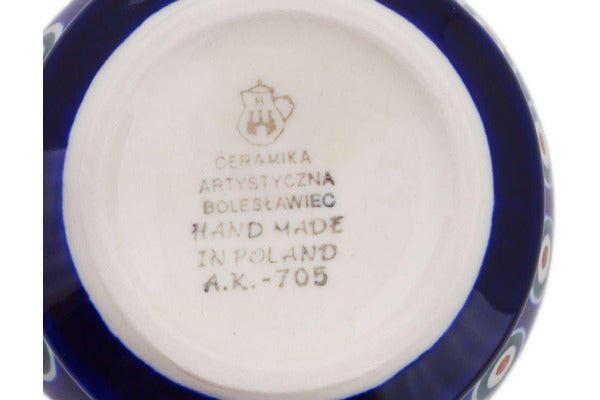 B
CERAMIKA
ARTYSTYCZNA
BOLESŁAWIEC
HAND MADE
IN POLAND
A.K.-705